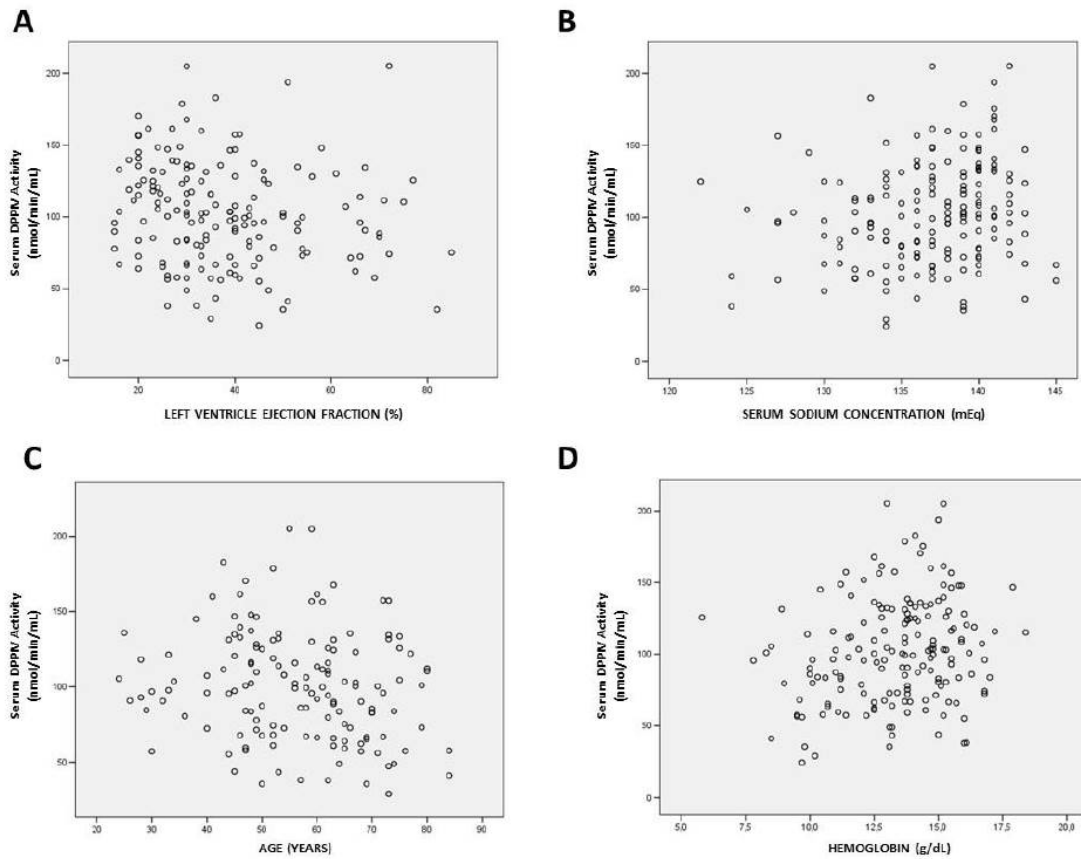 A
Serum DPPIV Activity
(nmol/min/mL)
200
150
100
50
0
20 40 60 80
LEFT VENTRICLE EJECTION FRACTION (%)
B
Serum DPPIV Activity
(nmol/min/mL)
200
150
100
50
0
120 125 130 135 140 145
SERUM SODIUM CONCENTRATION (mEq)
C
Serum DPPIV Activity
(nmol/min/mL)
200
150
100
50
20 30 40 50 60 70 80 90
AGE (YEARS)
D
Serum DPPIV Activity
(nmol/min/mL)
200
150
100
50
0
5,0 7,5 10,0 12,5 15,0 17,5 20,0
HEMOGLOBIN (g/dL)